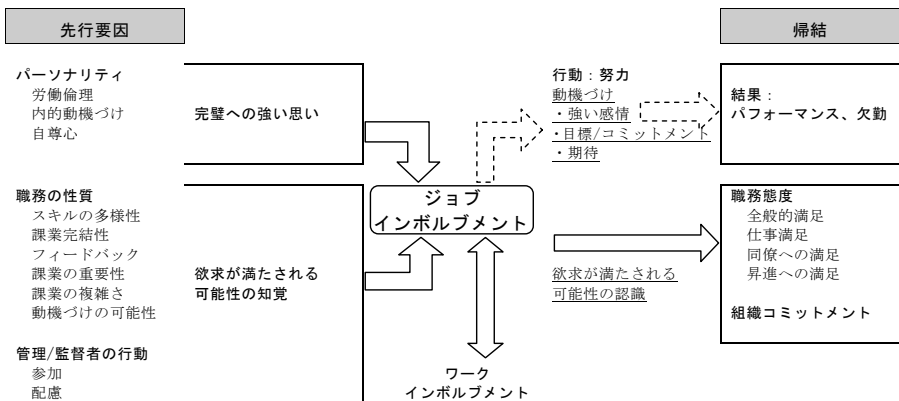 先行要因
帰結
パーソナリティ
労働倫理
内的動機づけ
自尊心
完璧への強い思い
行動：努力
動機づけ
・強い感情
・目標/コミットメント
・期待
結果：
パフォーマンス、欠勤
職務の性質
スキルの多様性
課業完結性
フィードバック
課業の重要性
課業の複雑さ
動機づけの可能性
欲求が満たされる
可能性の知覚
ジョブ
インボルブメント
欲求が満たされる
可能性の認識
職務態度
全般的満足
仕事満足
同僚への満足
昇進への満足
組織コミットメント
管理/監督者の行動
参加
配慮
ワーク
インボルブメント